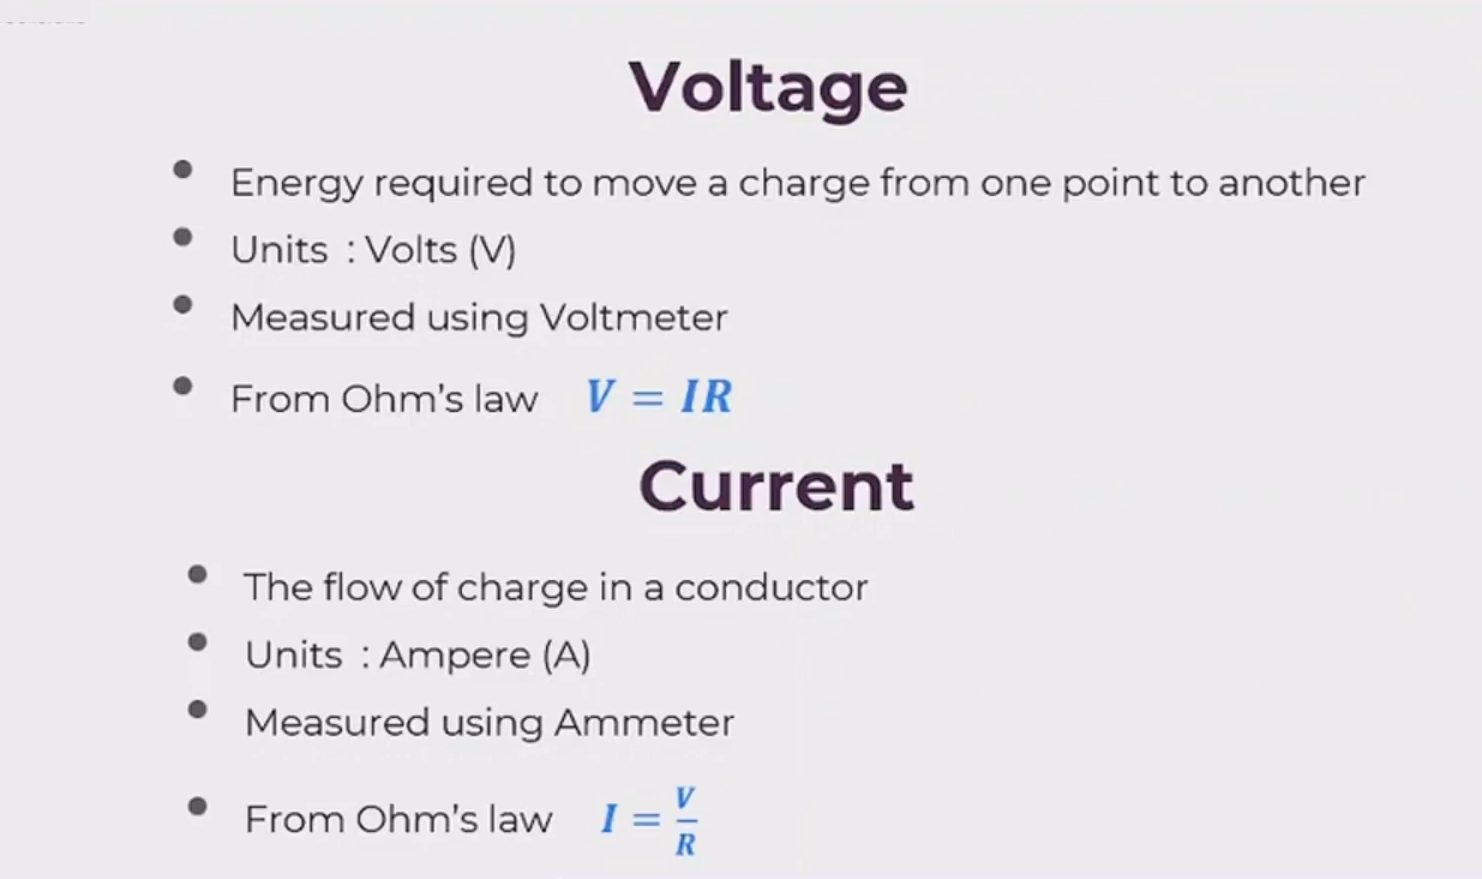 Voltage
• Energy required to move a charge from one point to another
• Units : Volts (V)
• Measured using Voltmeter
• From Ohm's law V = IR
Current
• The flow of charge in a conductor
• Units : Ampere (A)
• Measured using Ammeter
• From Ohm's law I = V/R